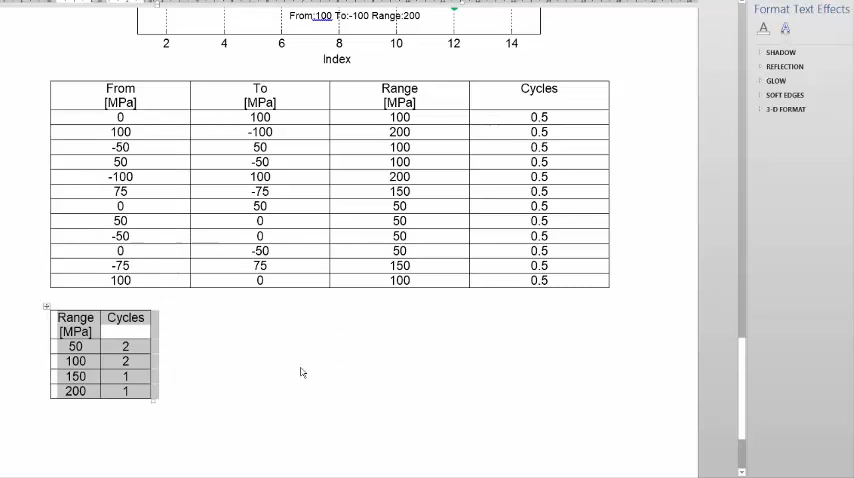 Format Text Effects
A A
SHADOW
REFLECTION
GLOW
SOFT EDGES
3-D FORMAT
From:100 To:-100 Range:200
2 4 6 8 10 12 14
Index
From [MPa] To [MPa] Range [MPa] Cycles
0 100 100 0.5
100 -100 200 0.5
-50 50 100 0.5
50 -50 100 0.5
-100 100 200 0.5
75 -75 150 0.5
0 50 50 0.5
50 0 50 0.5
-50 0 50 0.5
0 -50 50 0.5
-75 75 150 0.5
100 0 100 0.5
Range [MPa] Cycles
50 2
100 2
150 1
200 1